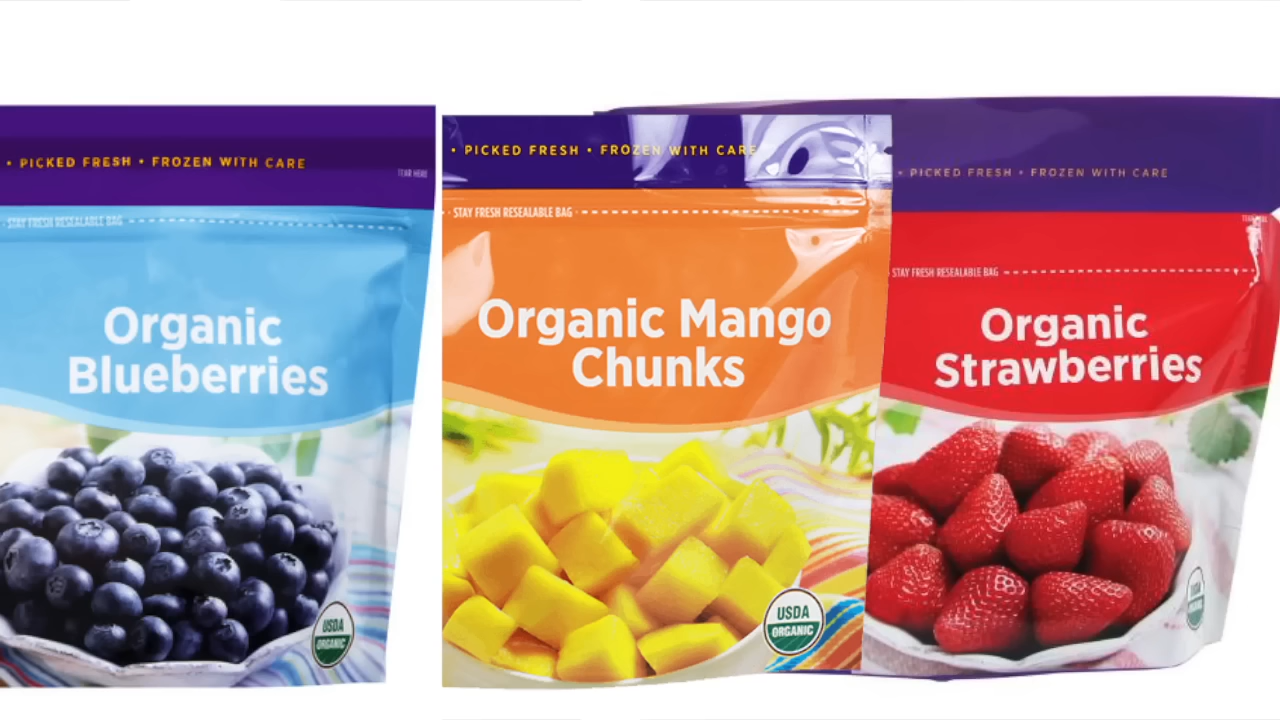 • PICKED FRESH • FROZEN WITH CARE
TEAR HERE
STAY FRESH RESEALABLE BAG
Organic
Blueberries
USDA
ORGANIC
• PICKED FRESH • FROZEN WITH CARE
STAY FRESH RESEALABLE BAG
Organic Mango
Chunks
USDA
ORGANIC
• PICKED FRESH • FROZEN WITH CARE
STAY FRESH RESEALABLE BAG
Organic
Strawberries
USDA
ORGANIC